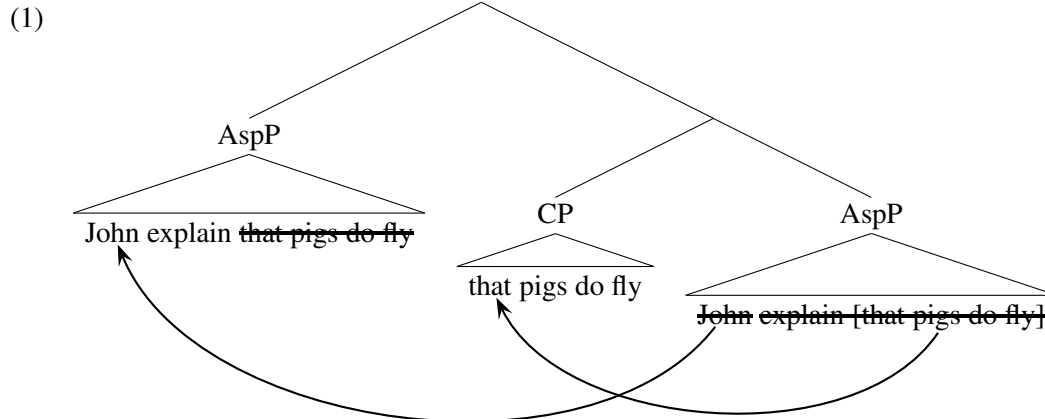 (1)
AspP
John explain that pigs do fly
CP
that pigs do fly
AspP
John explain [that pigs do fly]